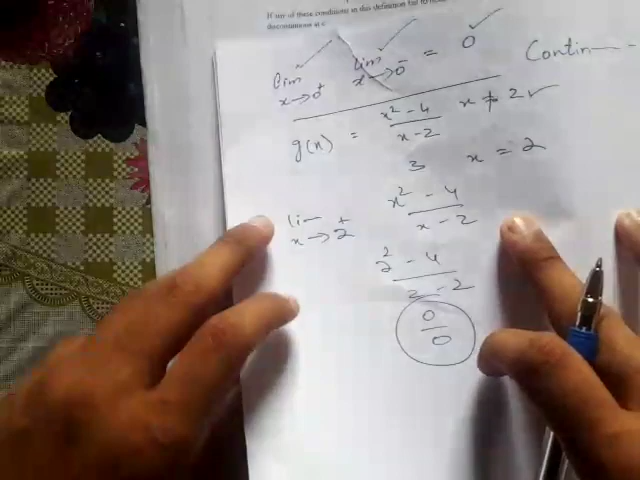 If any of these conditions in this definition fail to
discontinuous at c
lim x→0⁺ lim x→0⁻ = 0 Contin
g(x) = x² - 4 / x - 2 x ≠ 2 ✓
3 x = 2
lim x→2⁺ x² - 4 / x - 2
2² - 4 / 2 - 2
0 / 0